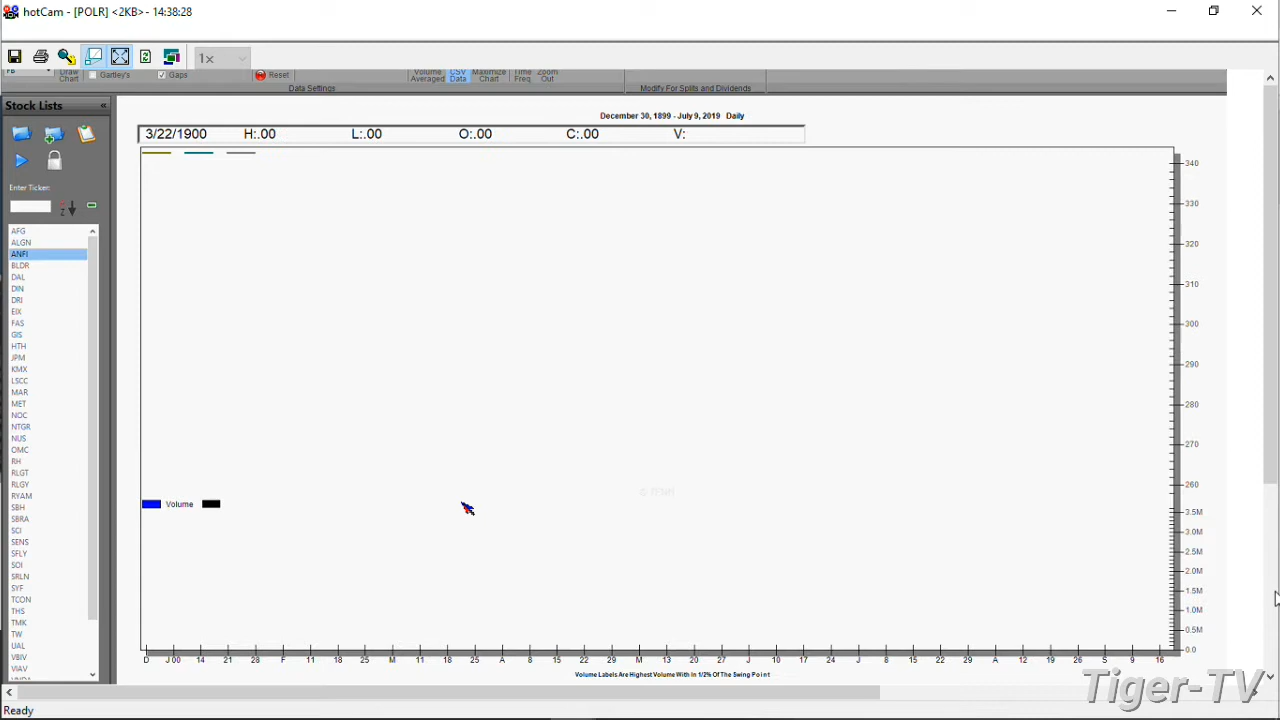 hotCam - [POLR] <2KB> - 14:38:28
1x
Draw Chart
Gartley's
Gaps
Reset
Volume Averaged
CSV Data
Maximize Chart
Time Freq.
Zoom Out
Data Settings
Modify For Splits and Dividends
Stock Lists
Enter Ticker:
AFG
ALGN
ANFI
BLDR
DAL
DIN
DRI
EIX
FAS
GIS
HTH
JPM
KMX
LSCC
MAR
MET
NOC
NTGR
NUS
OMC
RH
RLGT
RLGY
RYAM
SBH
SBRA
SCI
SENS
SFLY
SOI
SRLN
SYF
TCON
THS
TMK
TW
UAL
VBIV
VIAV
December 30, 1899 - July 9, 2019 Daily
3/22/1900 H:.00 L:.00 O:.00 C:.00 V:
340
330
320
310
300
290
280
270
260
3.5M
3.0M
2.5M
2.0M
1.5M
1.0M
0.5M
0.0
Volume
D J 00 14 21 28 F 11 18 25 M 11 18 A 8 15 22 29 M 13 20 27 J 10 17 24 J 8 15 22 29 A 12 19 26 S 9 16
Volume Labels Are Highest Volume With In 1/2% Of The Swing Point
Tiger-TV
Ready